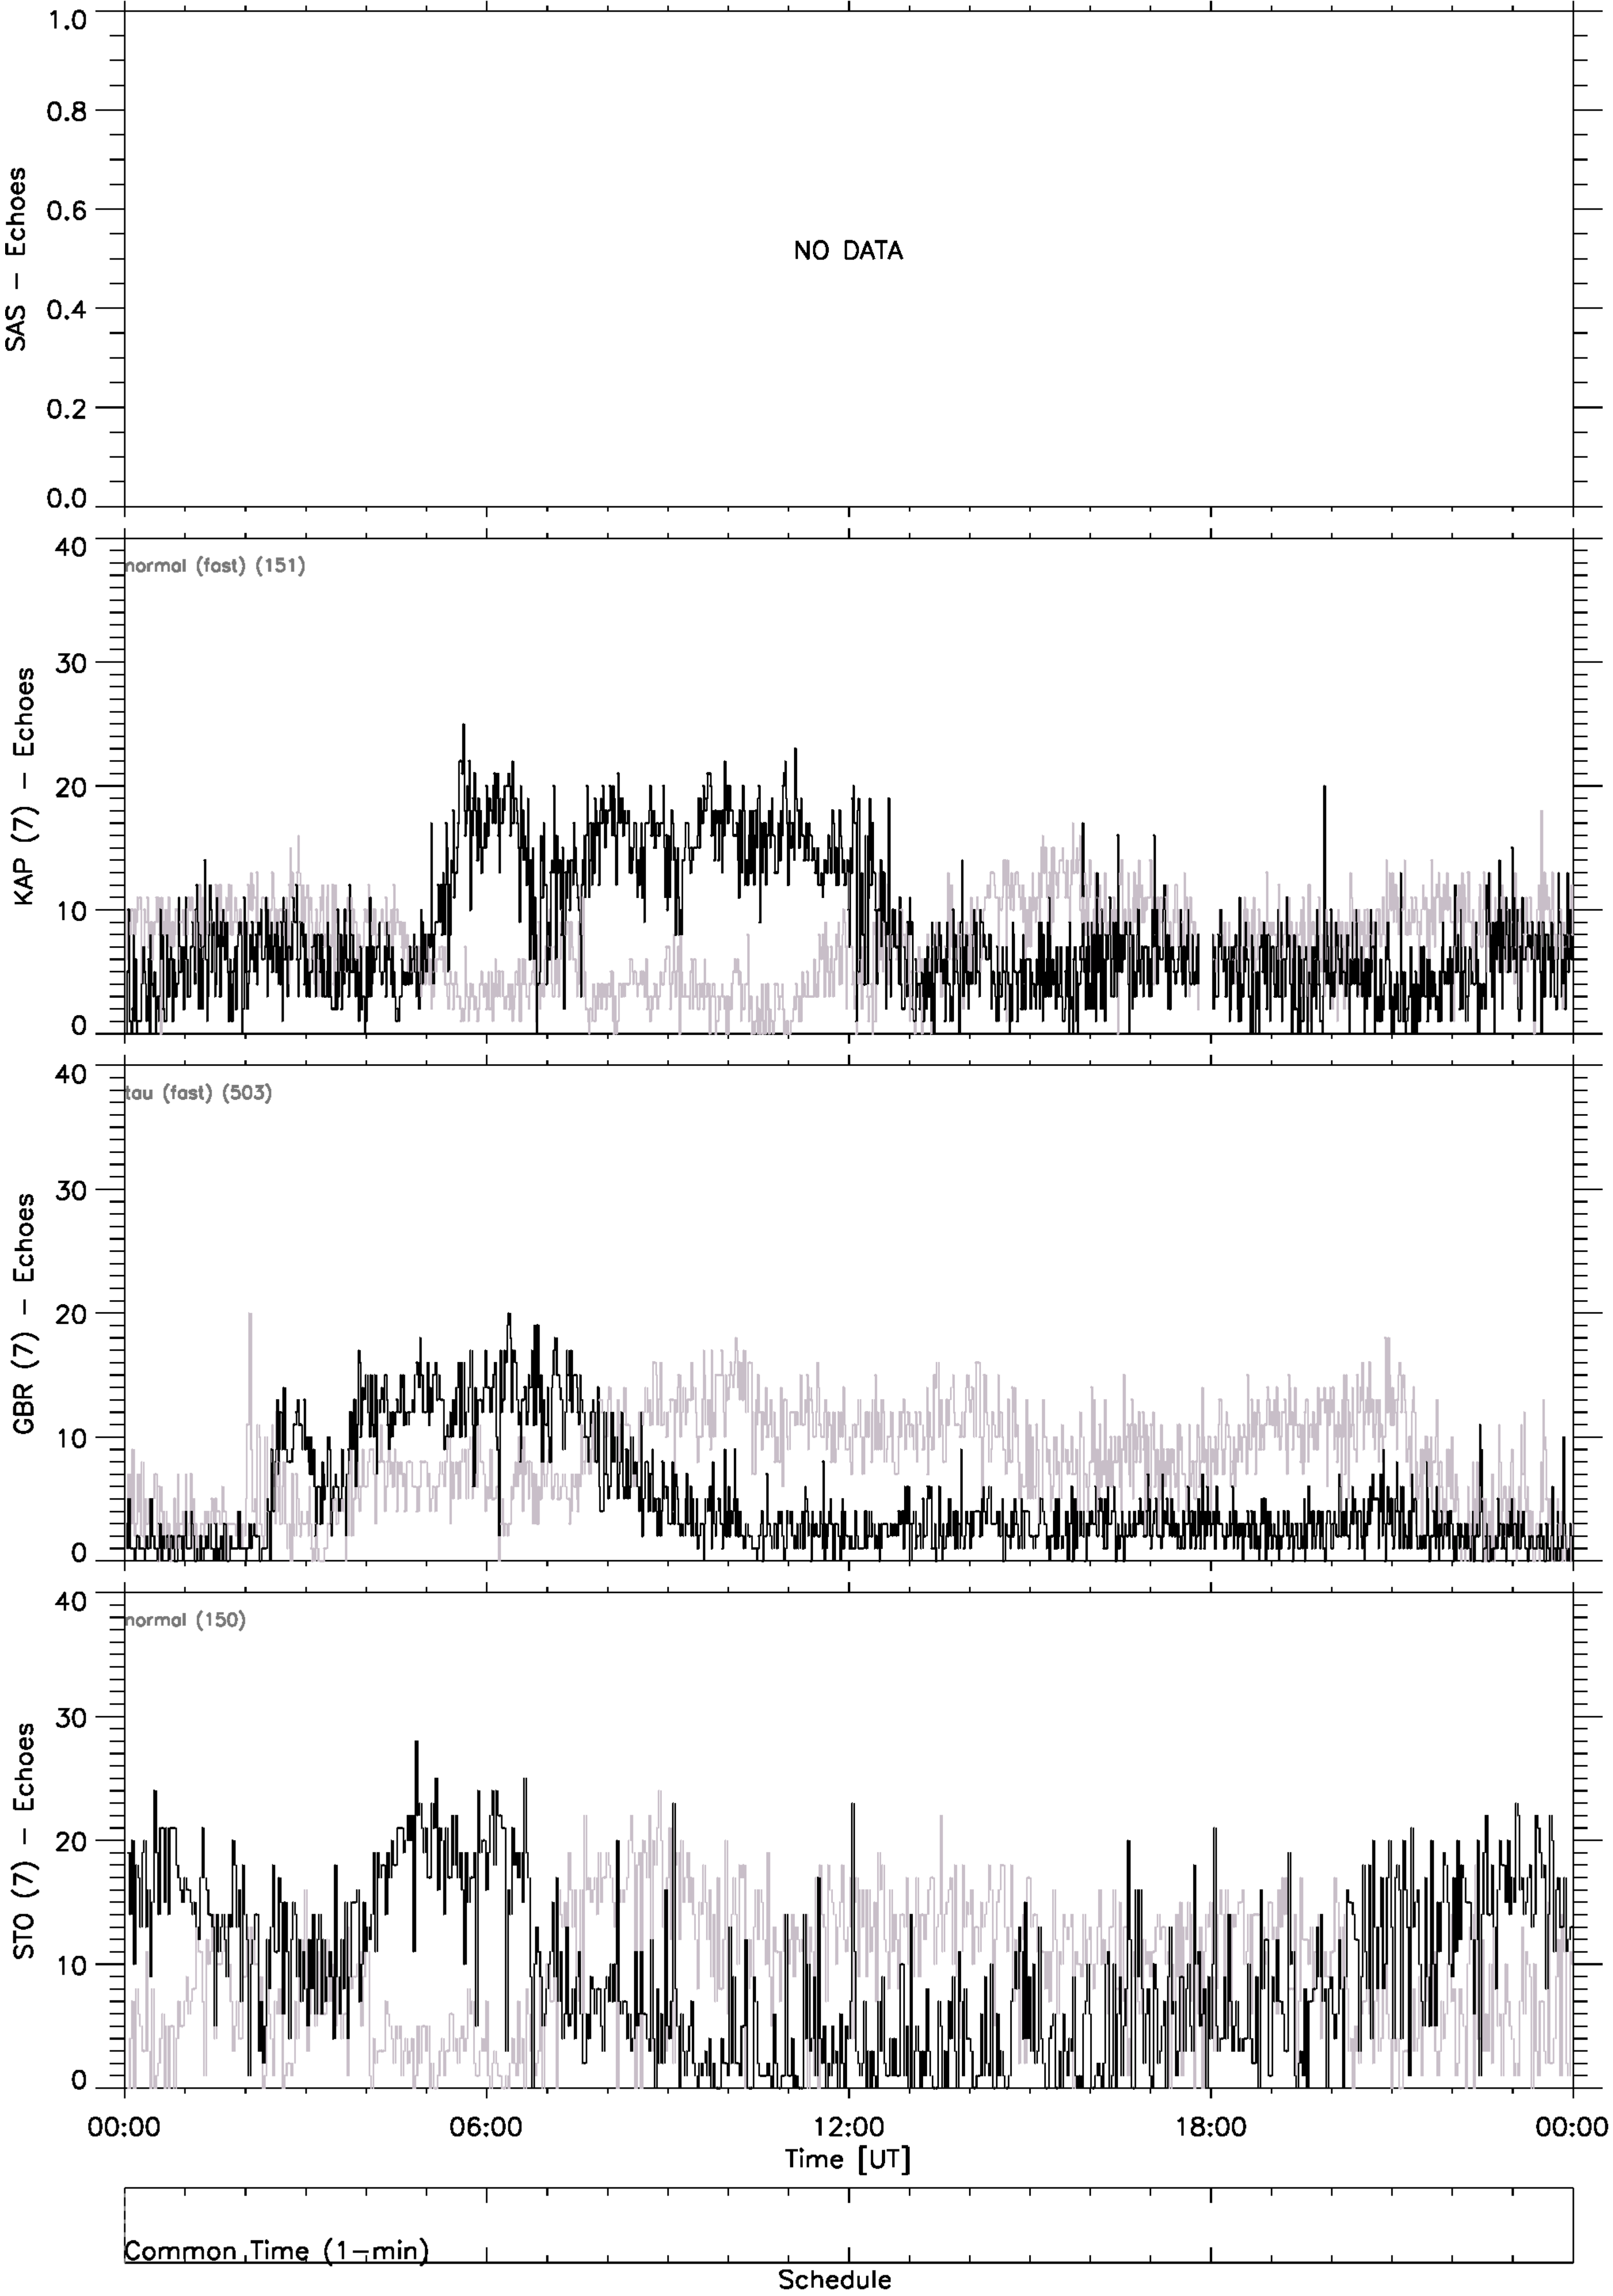 1.0
0.8
0.6
0.4
0.2
0.0
SAS - Echoes
NO DATA
40
30
20
10
0
KAP (7) - Echoes
normal (fast) (151)
40
30
20
10
0
GBR (7) - Echoes
tau (fast) (503)
40
30
20
10
0
STO (7) - Echoes
normal (150)
00:00 06:00 12:00 18:00 00:00
Time [UT]
Common Time (1-min)
Schedule